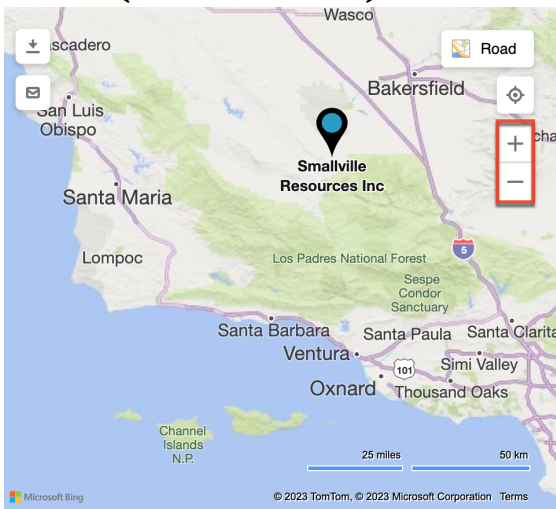 Wasco
ascadero
Road
Bakersfield
San Luis
Obispo
+
cha
Smallville
Resources Inc
−
Santa Maria
5
Lompoc
Los Padres National Forest
Sespe
Condor
Sanctuary
Santa Barbara
Santa Paula
Santa Clarita
Ventura
Simi Valley
101
Oxnard
Thousand Oaks
Channel
Islands
N.P.
25 miles
50 km
Microsoft Bing
© 2023 TomTom, © 2023 Microsoft Corporation Terms